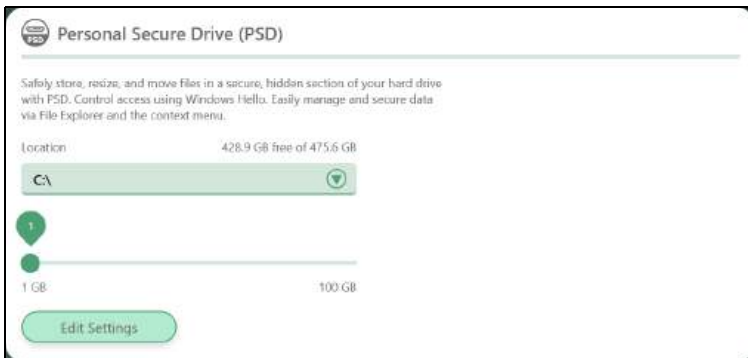 PSD
Personal Secure Drive (PSD)
Safely store, resize, and move files in a secure, hidden section of your hard drive
with PSD. Control access using Windows Hello. Easily manage and secure data
via File Explorer and the context menu.
Location 428.9 GB free of 475.6 GB
C:\
1
1 GB 100 GB
Edit Settings